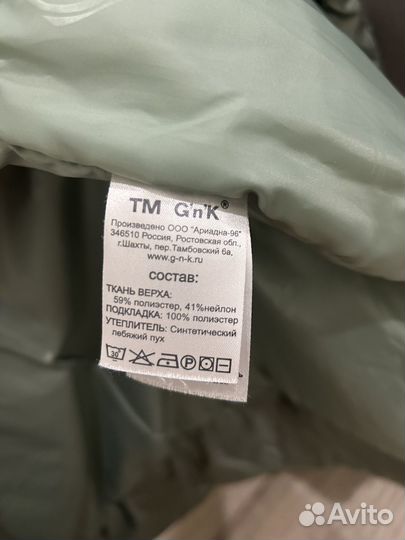 TM G'n'K®
Произведено ООО "Ариадна-96"
346510 Россия, Ростовская обл.,
г.Шахты, пер.Тамбовский 6а,
www.g-n-k.ru
состав:
ТКАНЬ ВЕРХА:
59% полиэстер, 41%нейлон
ПОДКЛАДКА: 100% полиэстер
УТЕПЛИТЕЛЬ: Синтетический
лебяжий пух
30°
P
Avito